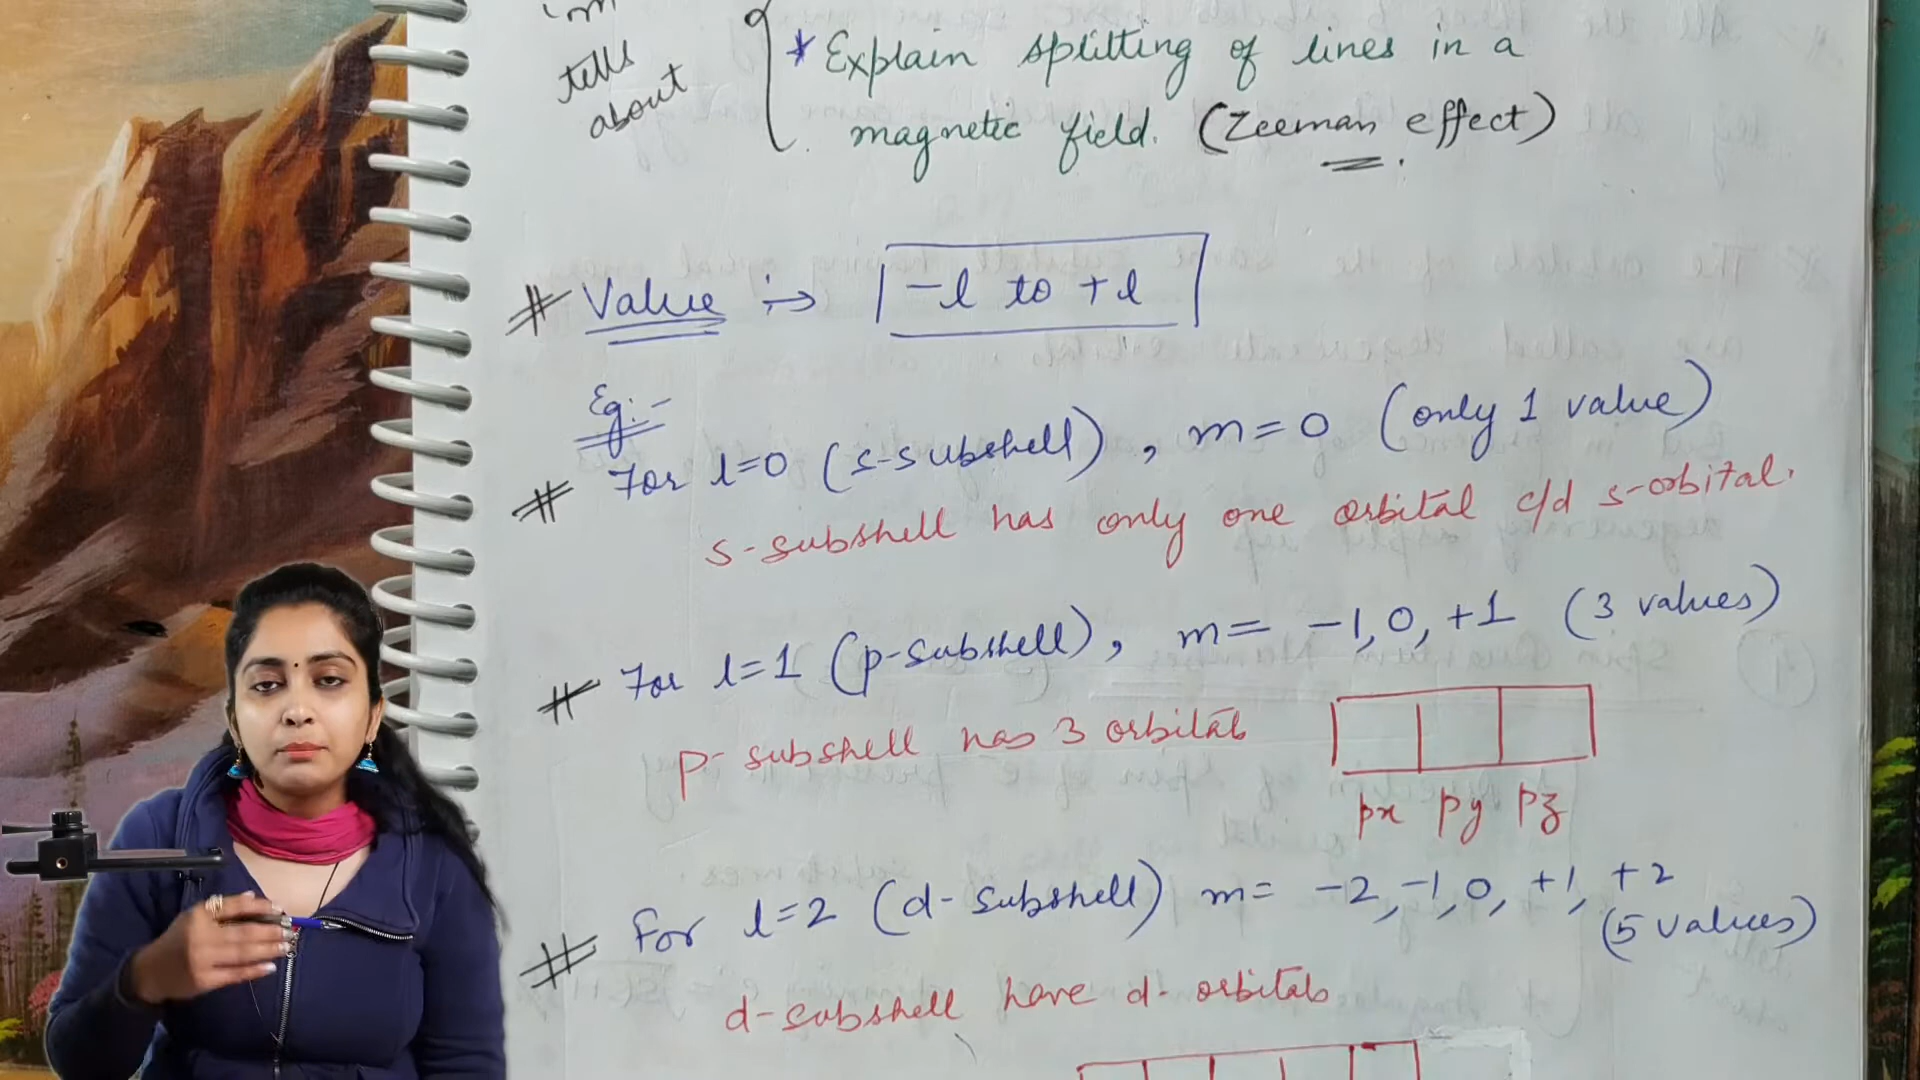 'm'
tells
about
* Explain splitting of lines in a
magnetic field. (Zeeman effect)
# Value :→ -l to +l
Eg:-
# For l=0 (s-subshell), m=0 (only 1 value)
s-subshell has only one orbital c/d s-orbital.
# For l=1 (p-subshell), m= -1,0,+1 (3 values)
p-subshell has 3 orbitals
px py pz
# For l=2 (d-subshell) m= -2,-1,0,+1,+2
(5 values)
d-subshell have d-orbitals